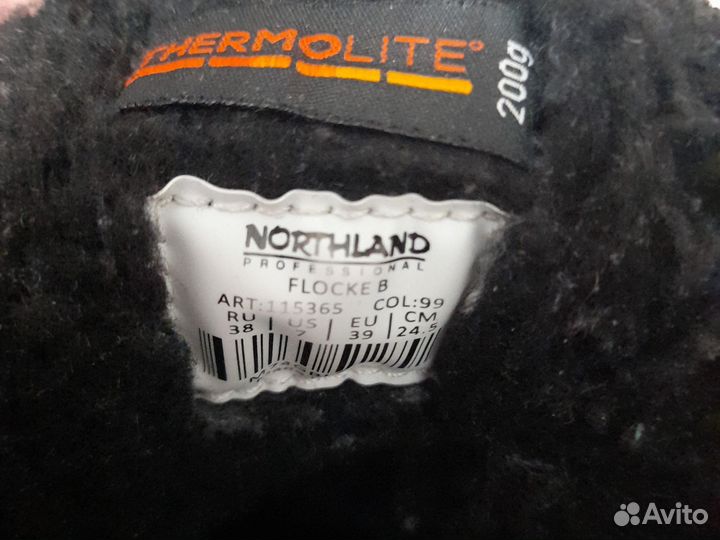 THERMOLITE®
200g
NORTHLAND
PROFESSIONAL
FLOCKE B
ART:115365 COL:99
RU US EU CM
38 7 39 24.5
Avito